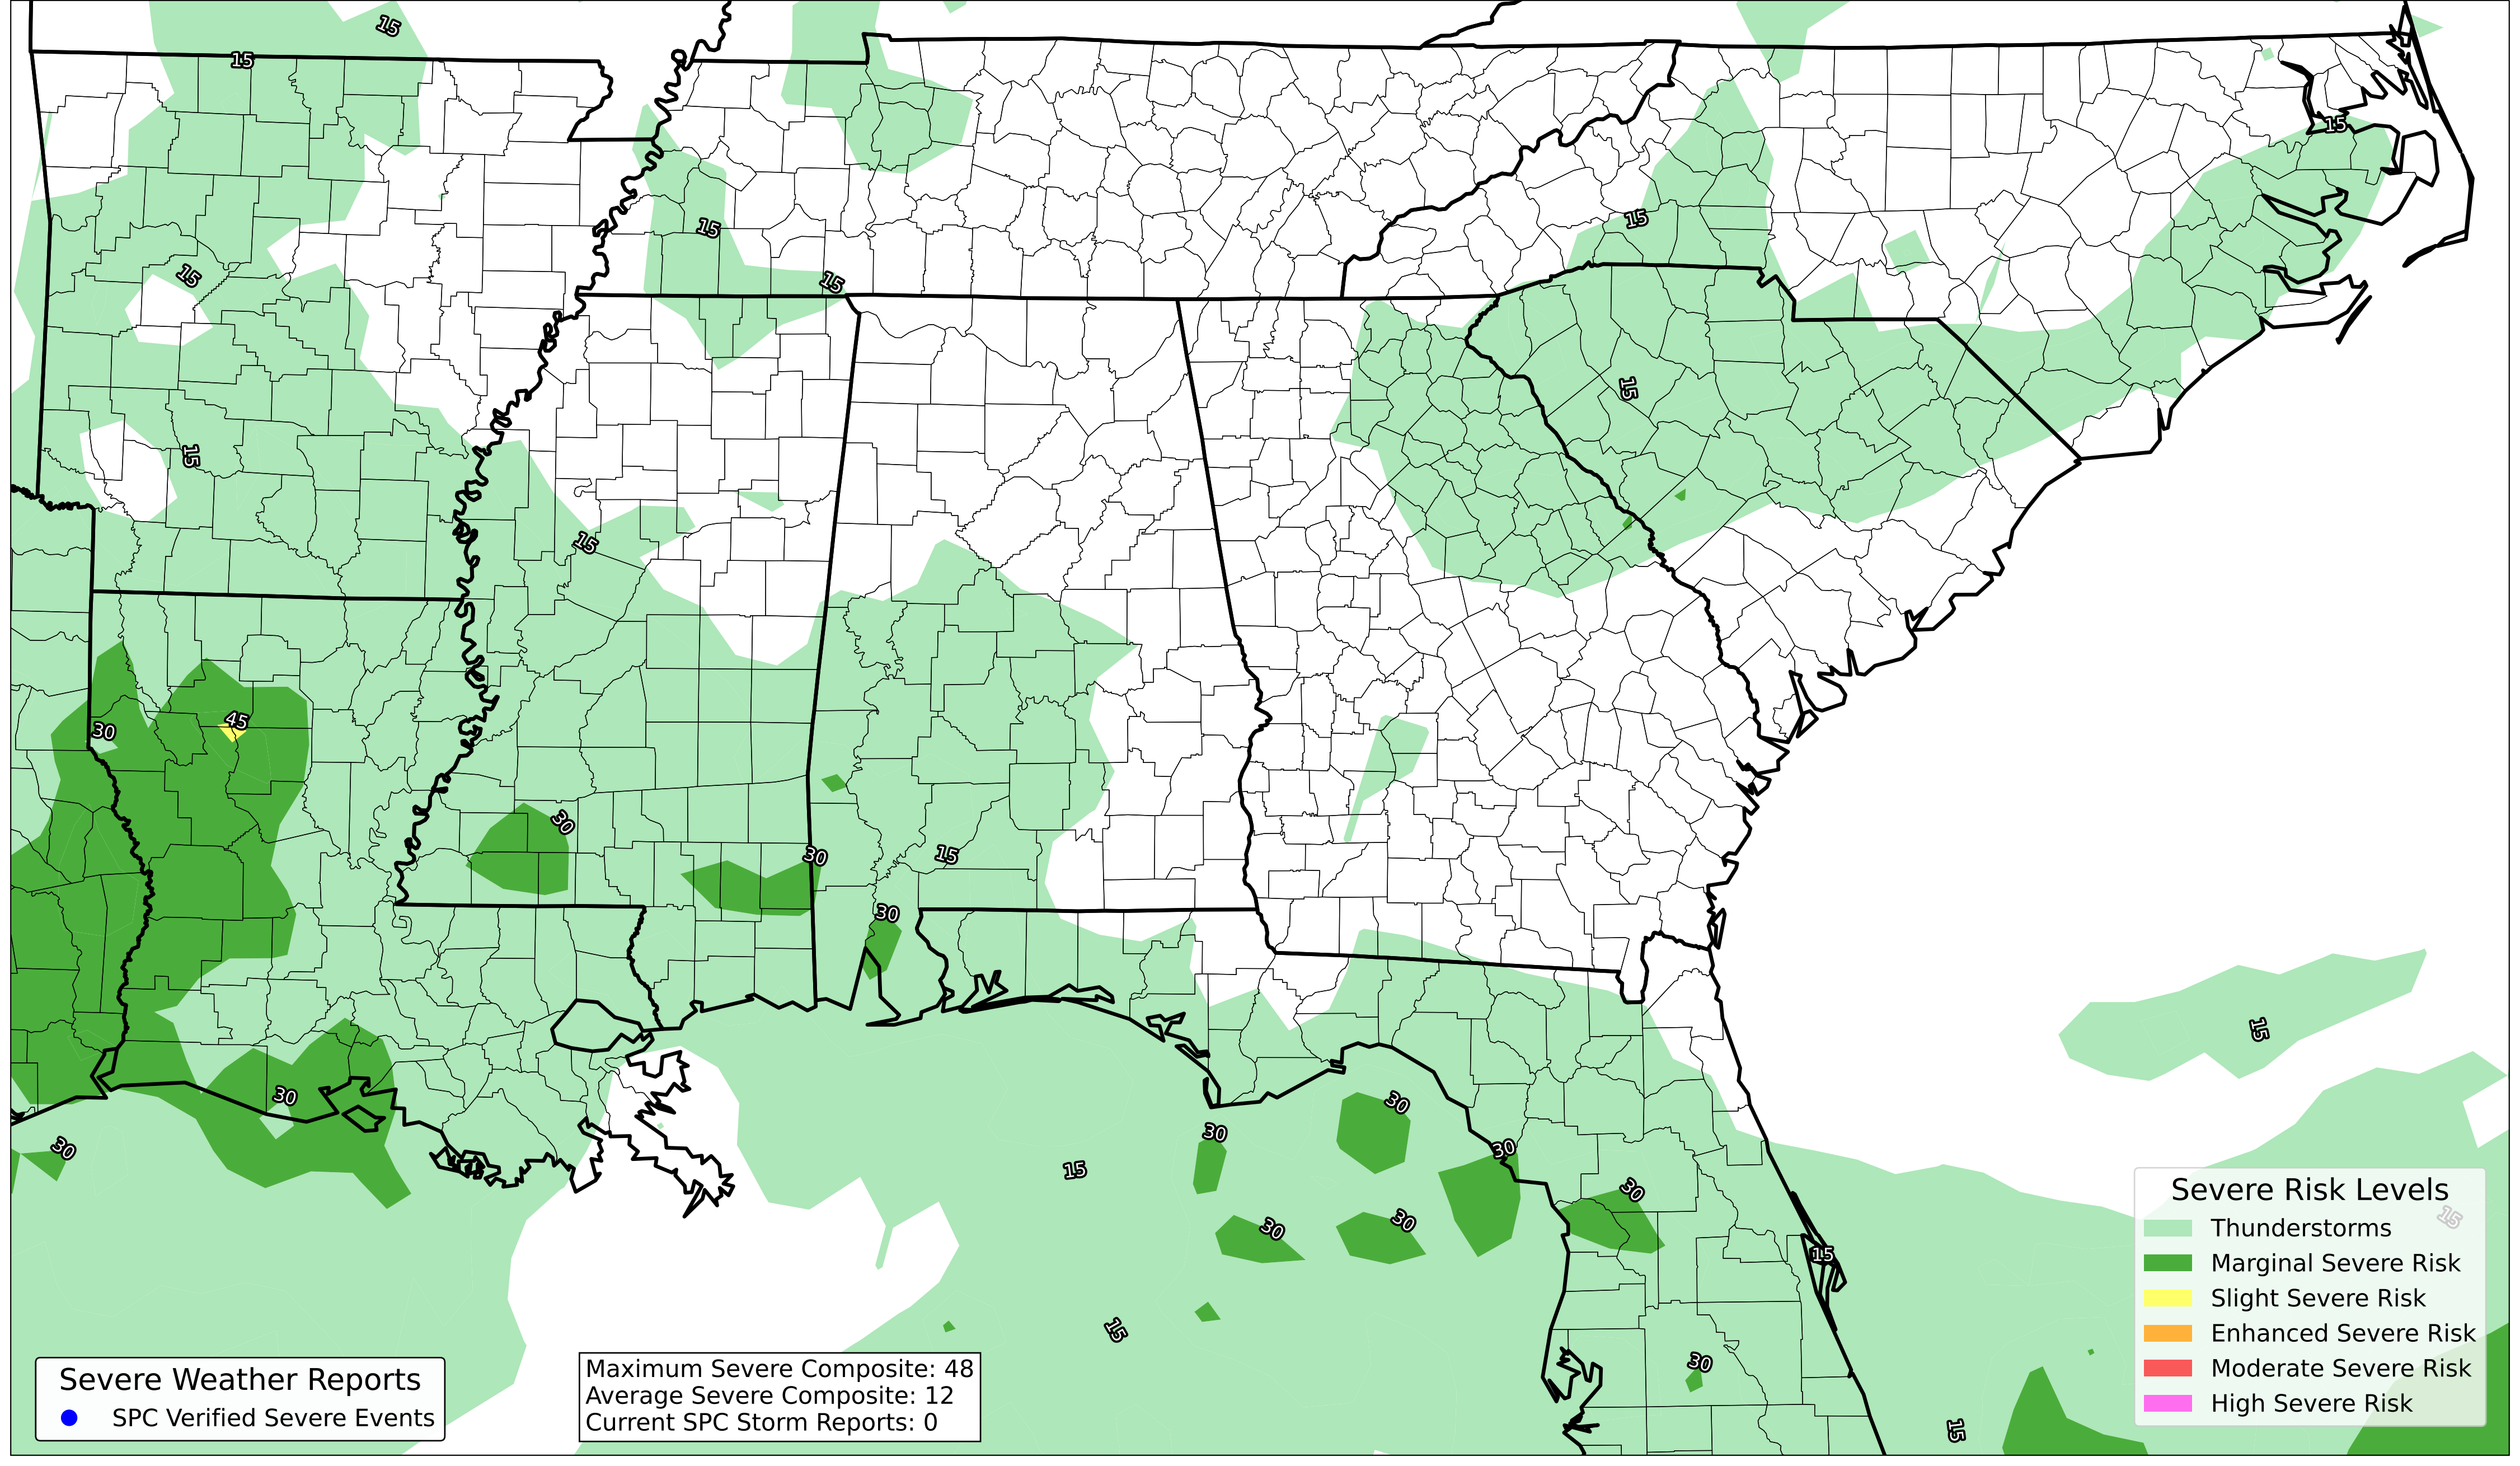 15
15
15
15
15
15
15
15
15
15
15
45
30
30
30
15
30
30
30
30
30
30
15
30
30
30
15
15
15
15
30
15
Severe Risk Levels
Thunderstorms
Marginal Severe Risk
Slight Severe Risk
Enhanced Severe Risk
Moderate Severe Risk
High Severe Risk
Severe Weather Reports
SPC Verified Severe Events
Maximum Severe Composite: 48
Average Severe Composite: 12
Current SPC Storm Reports: 0